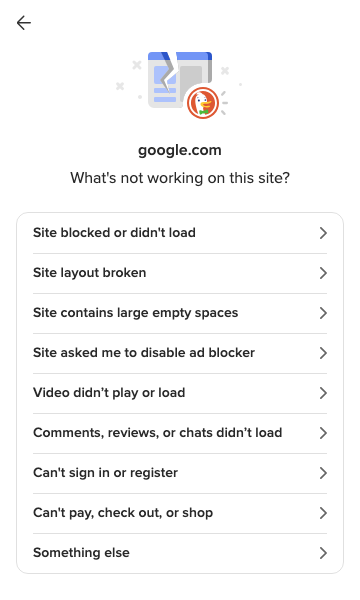 google.com
What's not working on this site?
Site blocked or didn't load
Site layout broken
Site contains large empty spaces
Site asked me to disable ad blocker
Video didn’t play or load
Comments, reviews, or chats didn’t load
Can't sign in or register
Can't pay, check out, or shop
Something else